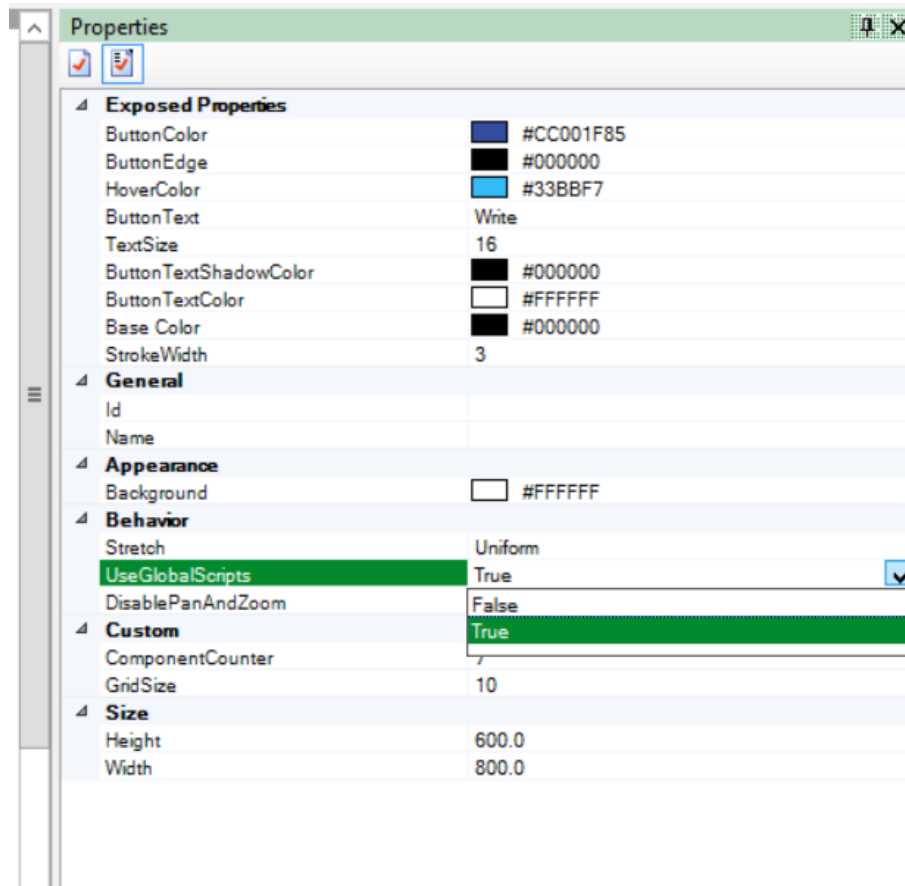 Properties
Exposed Properties
ButtonColor #CC001F85
ButtonEdge #000000
HoverColor #33BBF7
ButtonText Write
TextSize 16
ButtonTextShadowColor #000000
ButtonTextColor #FFFFFF
Base Color #000000
StrokeWidth 3
General
Id
Name
Appearance
Background #FFFFFF
Behavior
Stretch Uniform
UseGlobalScripts True
DisablePanAndZoom False
Custom True
ComponentCounter 7
GridSize 10
Size
Height 600.0
Width 800.0